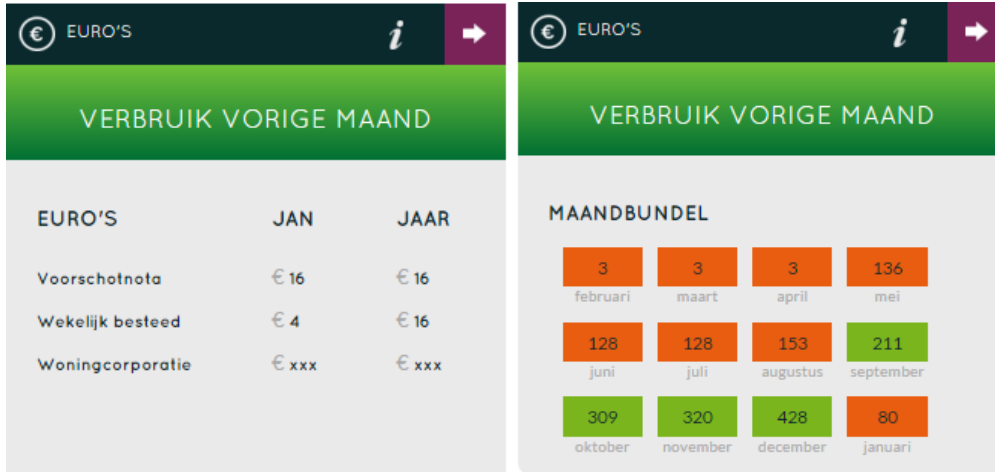 € EURO'S i
VERBRUIK VORIGE MAAND
EURO'S JAN JAAR
Voorschotnota € 16 € 16
Wekelijk besteed € 4 € 16
Woningcorporatie € xxx € xxx
€ EURO'S i
VERBRUIK VORIGE MAAND
MAANDBUNDEL
3 3 3 136
februari maart april mei
128 128 153 211
juni juli augustus september
309 320 428 80
oktober november december januari